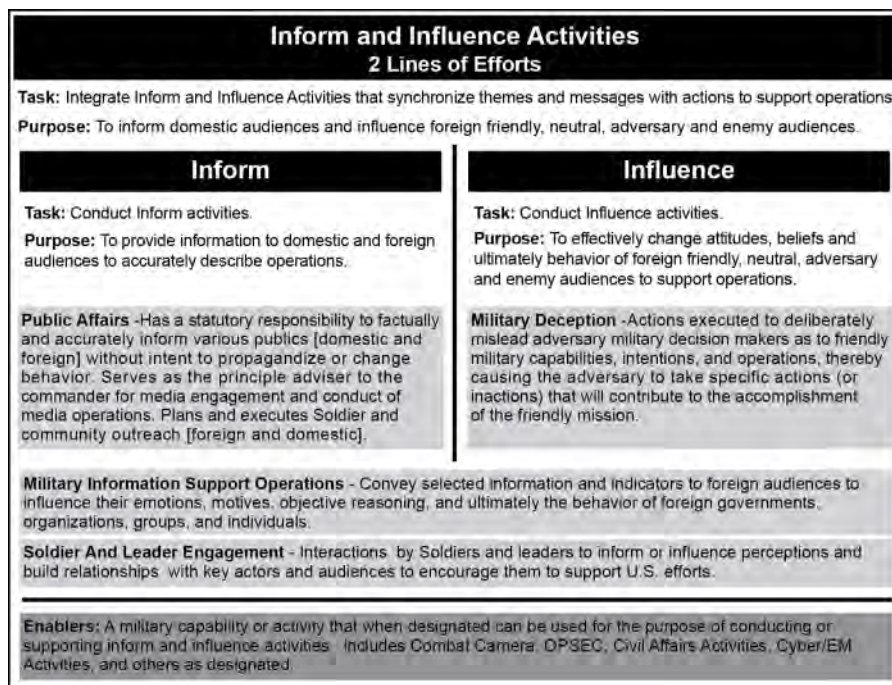 Inform and Influence Activities
2 Lines of Efforts
Task: Integrate Inform and Influence Activities that synchronize themes and messages with actions to support operations
Purpose: To inform domestic audiences and influence foreign friendly, neutral, adversary and enemy audiences.
Inform
Task: Conduct Inform activities.
Purpose: To provide information to domestic and foreign
audiences to accurately describe operations.
Public Affairs -Has a statutory responsibility to factually
and accurately inform various publics [domestic and
foreign] without intent to propagandize or change
behavior. Serves as the principle adviser to the
commander for media engagement and conduct of
media operations. Plans and executes Soldier and
community outreach [foreign and domestic].
Influence
Task: Conduct Influence activities.
Purpose: To effectively change attitudes, beliefs and
ultimately behavior of foreign friendly, neutral, adversary
and enemy audiences to support operations.
Military Deception -Actions executed to deliberately
mislead adversary military decision makers as to friendly
military capabilities, intentions, and operations, thereby
causing the adversary to take specific actions (or
inactions) that will contribute to the accomplishment
of the friendly mission.
Military Information Support Operations - Convey selected information and indicators to foreign audiences to
influence their emotions, motives, objective reasoning, and ultimately the behavior of foreign governments,
organizations, groups, and individuals.
Soldier And Leader Engagement - Interactions by Soldiers and leaders to inform or influence perceptions and
build relationships with key actors and audiences to encourage them to support U.S. efforts.
Enablers: A military capability or activity that when designated can be used for the purpose of conducting or
supporting inform and influence activities Includes Combat Camera, OPSEC, Civil Affairs Activities, Cyber/EM
Activities, and others as designated.